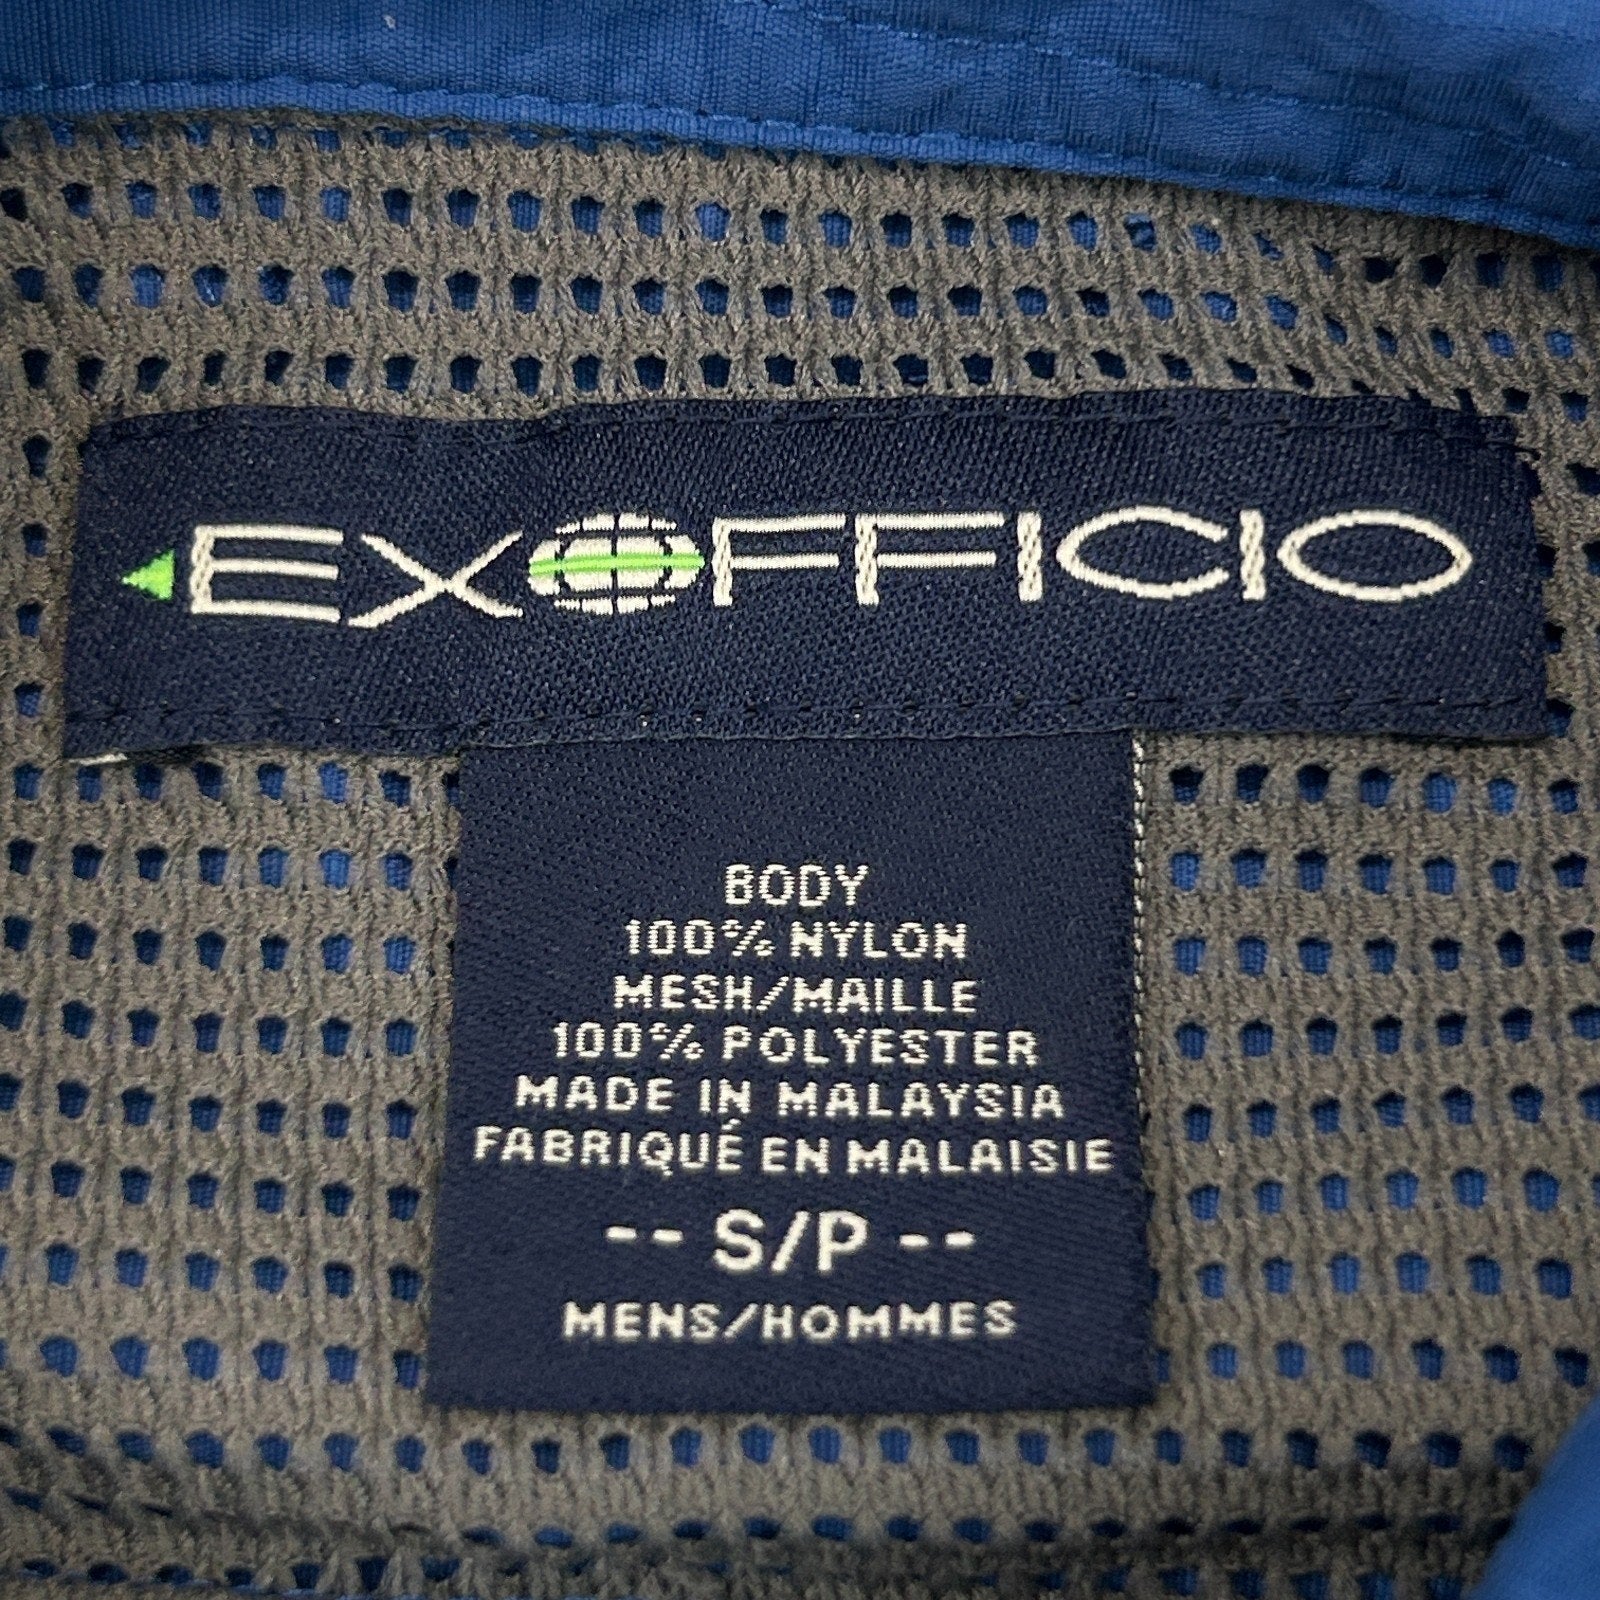 EXOFFICIO
BODY
100% NYLON
MESH/MAILLE
100% POLYESTER
MADE IN MALAYSIA
FABRIQUÉ EN MALAISIE
-- S/P --
MENS/HOMMES